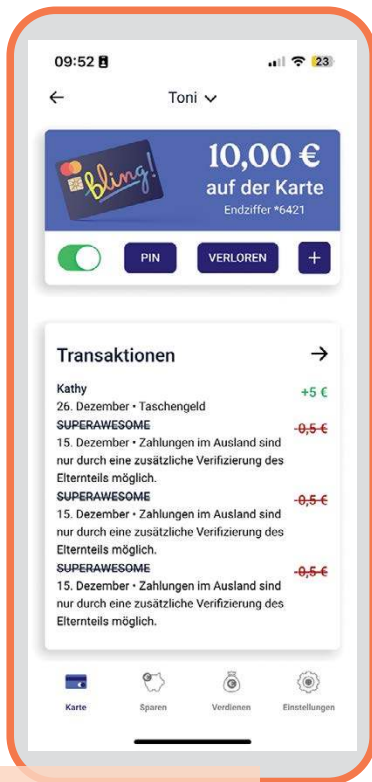 09:52
23
Toni
bling!
10,00 €
auf der Karte
Endziffer *6421
PIN
VERLOREN
+
Transaktionen
Kathy
+5 €
26. Dezember • Taschengeld
SUPERAWESOME
-0,5 €
15. Dezember • Zahlungen im Ausland sind
nur durch eine zusätzliche Verifizierung des
Elternteils möglich.
SUPERAWESOME
-0,5 €
15. Dezember • Zahlungen im Ausland sind
nur durch eine zusätzliche Verifizierung des
Elternteils möglich.
SUPERAWESOME
-0,5 €
15. Dezember • Zahlungen im Ausland sind
nur durch eine zusätzliche Verifizierung des
Elternteils möglich.
Karte
Sparen
Verdienen
Einstellungen